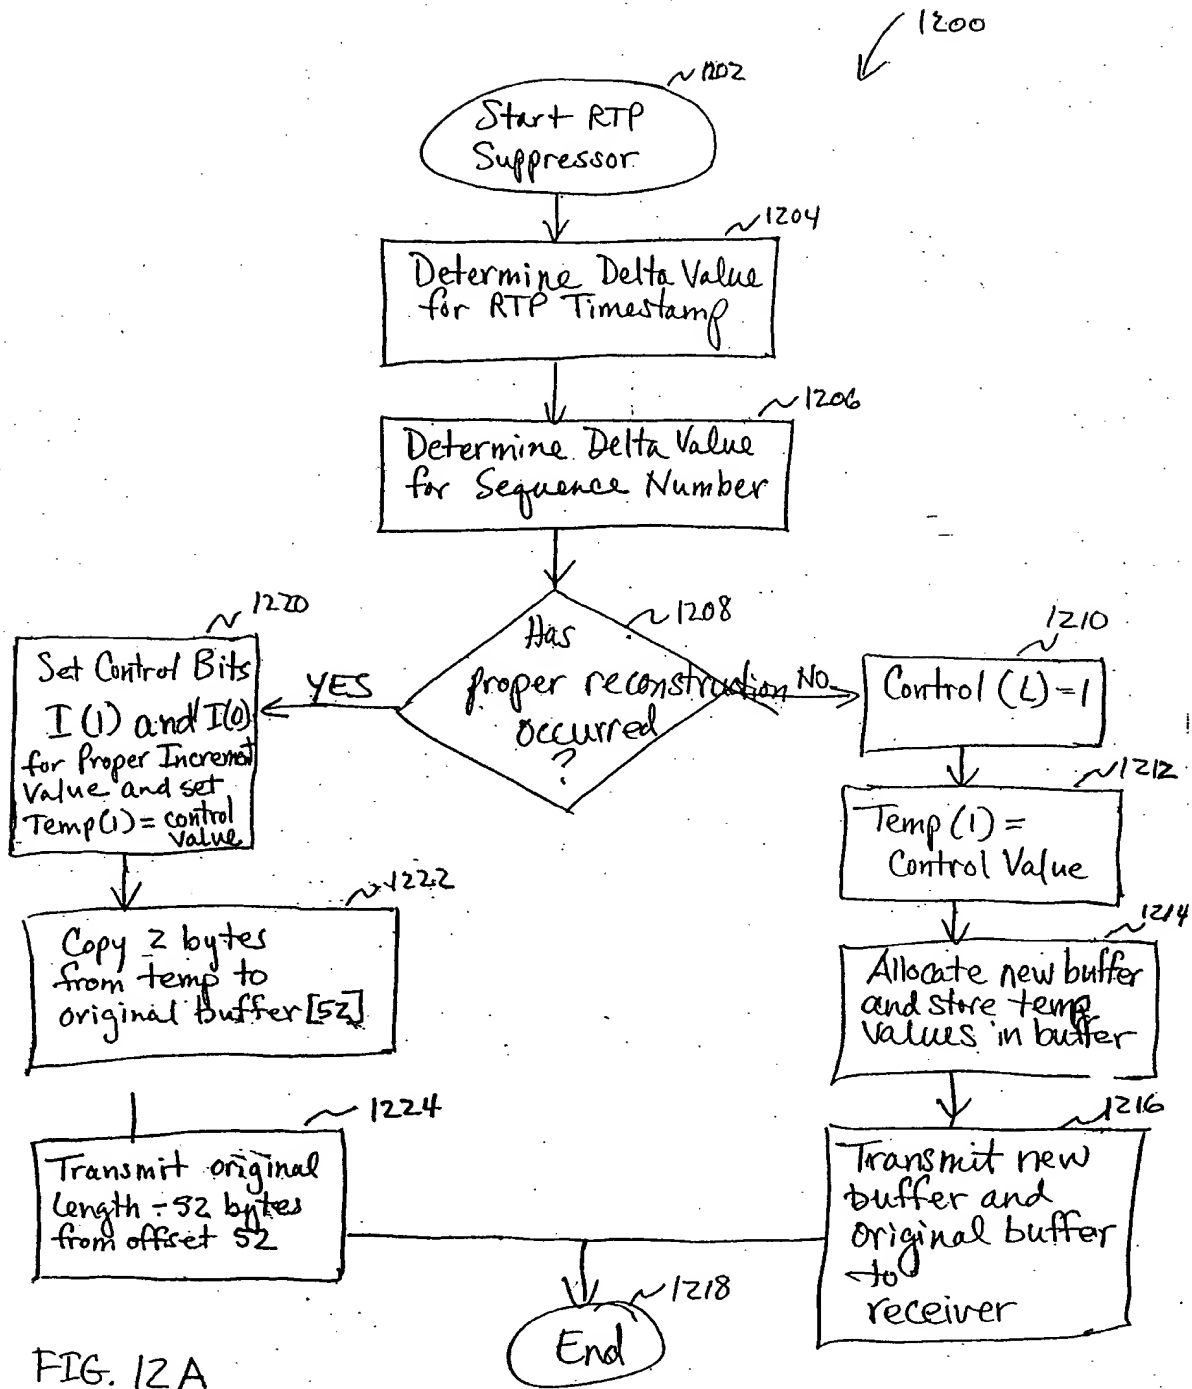 1200
1202
Start RTP
Suppressor
1204
Determine Delta Value
for RTP Timestamp
1206
Determine Delta Value
for Sequence Number
1208
Has
proper reconstruction
occurred
?
YES
NO
1220
Set Control Bits
I(1) and I(0)
for Proper Increment
Value and set
Temp(1) = control
value
1222
Copy 2 bytes
from temp to
original buffer [52]
1224
Transmit original
length - 52 bytes
from offset 52
1210
Control (L) = 1
1212
Temp (1) =
Control Value
1214
Allocate new buffer
and store temp
values in buffer
1216
Transmit new
buffer and
original buffer
to
receiver
1218
End
FIG. 12A